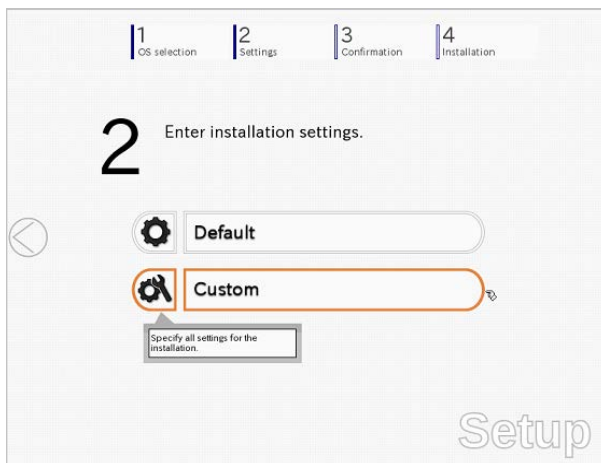 1
OS selection
2
Settings
3
Confirmation
4
Installation
2 Enter installation settings.
Default
Custom
Specify all settings for the
installation.
Setup